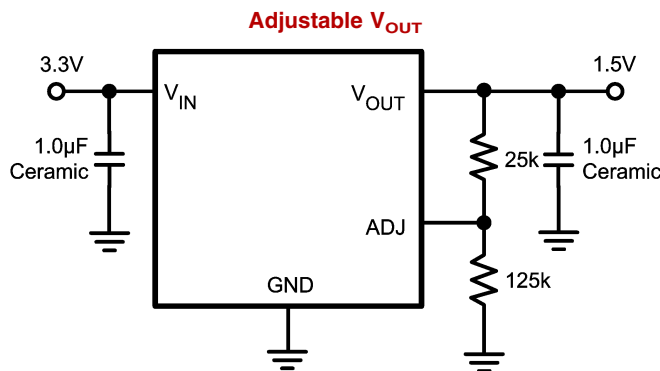 Adjustable VOUT
3.3V
1.5V
VIN
VOUT
1.0µF
Ceramic
25k
1.0µF
Ceramic
ADJ
125k
GND